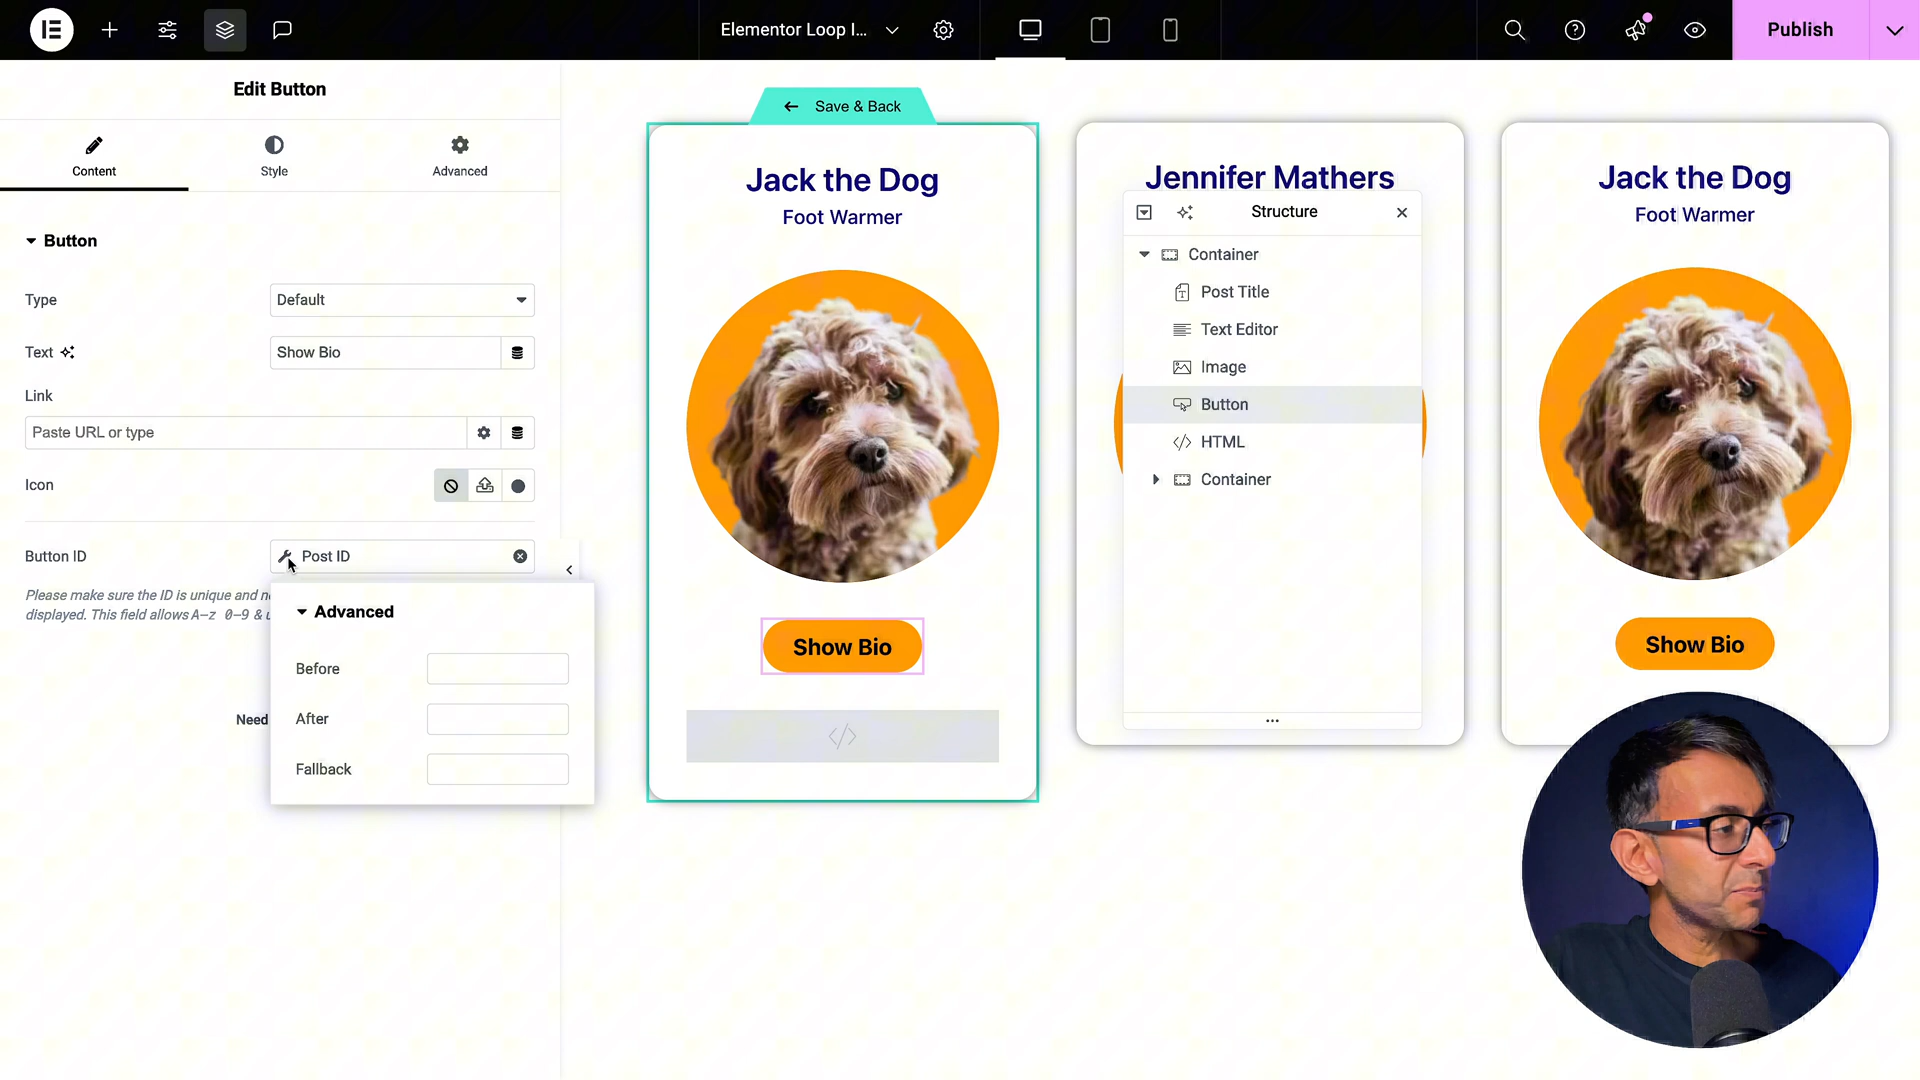 Elementor Loop I...
Publish
Edit Button
Content
Style
Advanced
Button
Type
Default
Text
Show Bio
Link
Paste URL or type
Icon
Button ID
Post ID
Please make sure the ID is unique and
displayed. This field allows A-z 0-9 &
Need
Advanced
Before
After
Fallback
Save & Back
Jack the Dog
Foot Warmer
Show Bio
Jennifer Mathers
Structure
Container
Post Title
Text Editor
Image
Button
HTML
Container
Jack the Dog
Foot Warmer
Show Bio